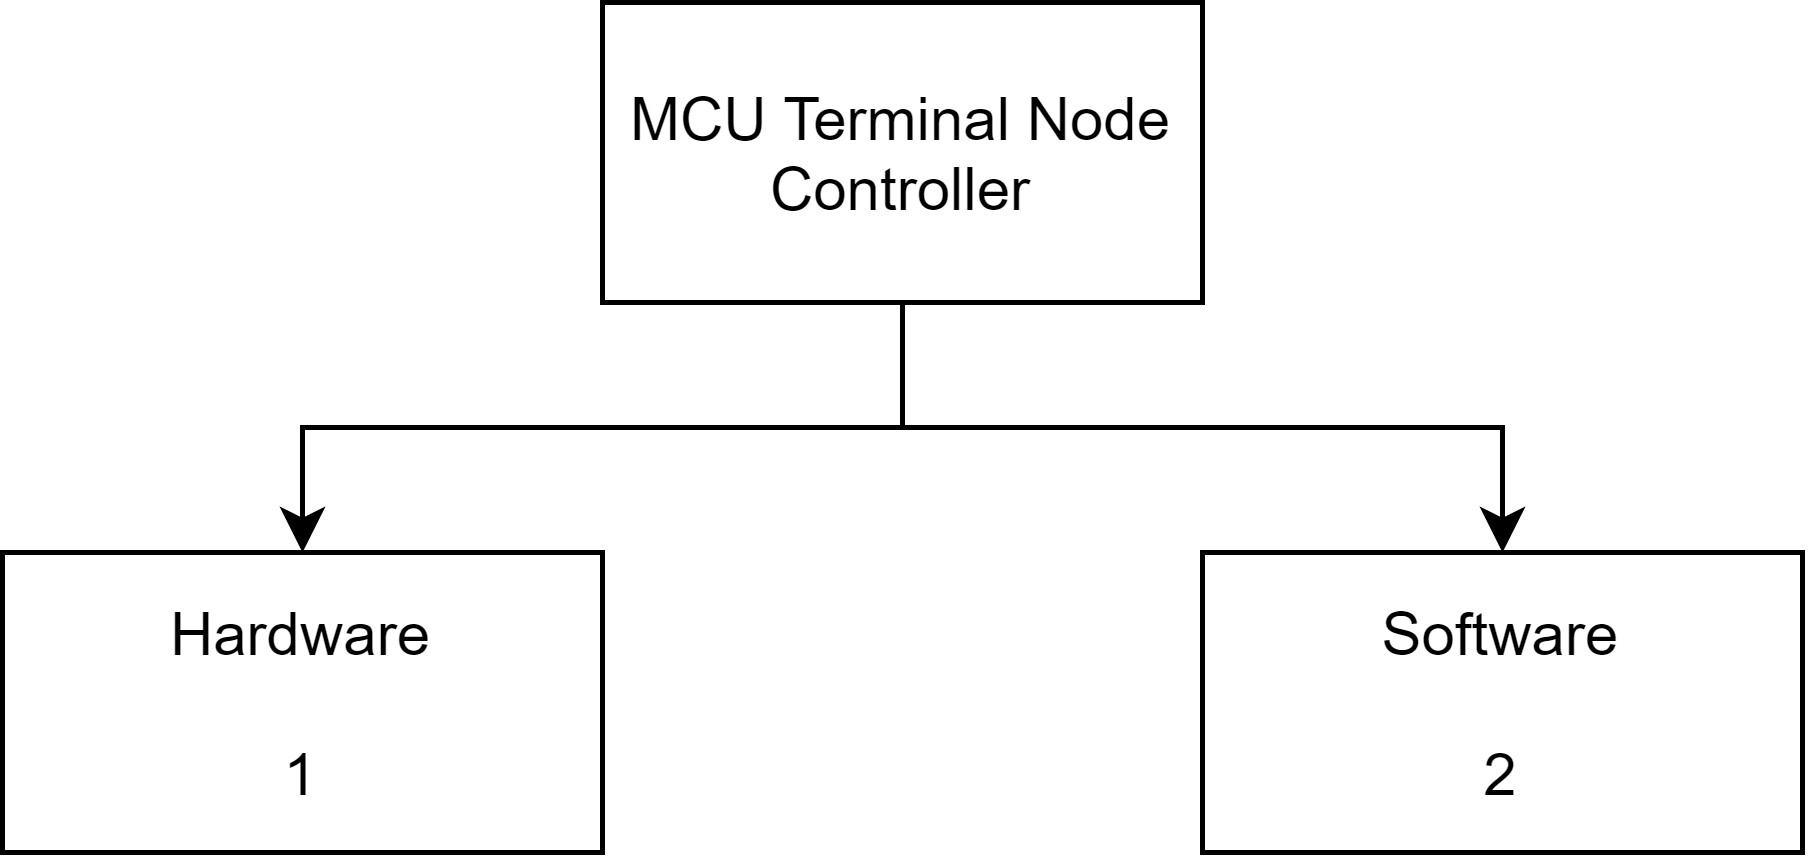 MCU Terminal Node
Controller
Hardware
1
Software
2